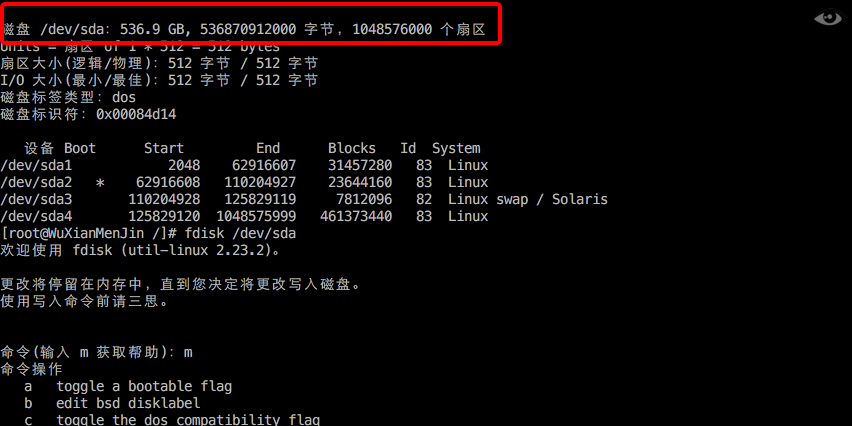 磁盘 /dev/sda：536.9 GB, 536870912000 字节，1048576000 个扇区
Units = 扇区 of 1 * 512 = 512 bytes
扇区大小(逻辑/物理)：512 字节 / 512 字节
I/O 大小(最小/最佳)：512 字节 / 512 字节
磁盘标签类型：dos
磁盘标识符：0x00084d14
设备 Boot      Start         End      Blocks   Id  System
/dev/sda1            2048    62916607    31457280   83  Linux
/dev/sda2   *    62916608   110204927    23644160   83  Linux
/dev/sda3       110204928   125829119     7812096   82  Linux swap / Solaris
/dev/sda4       125829120  1048575999   461373440   83  Linux
[root@WuXianMenJin /]# fdisk /dev/sda
欢迎使用 fdisk (util-linux 2.23.2)。
更改将停留在内存中，直到您决定将更改写入磁盘。
使用写入命令前请三思。
命令(输入 m 获取帮助)：m
命令操作
a   toggle a bootable flag
b   edit bsd disklabel
c   toggle the dos compatibility flag